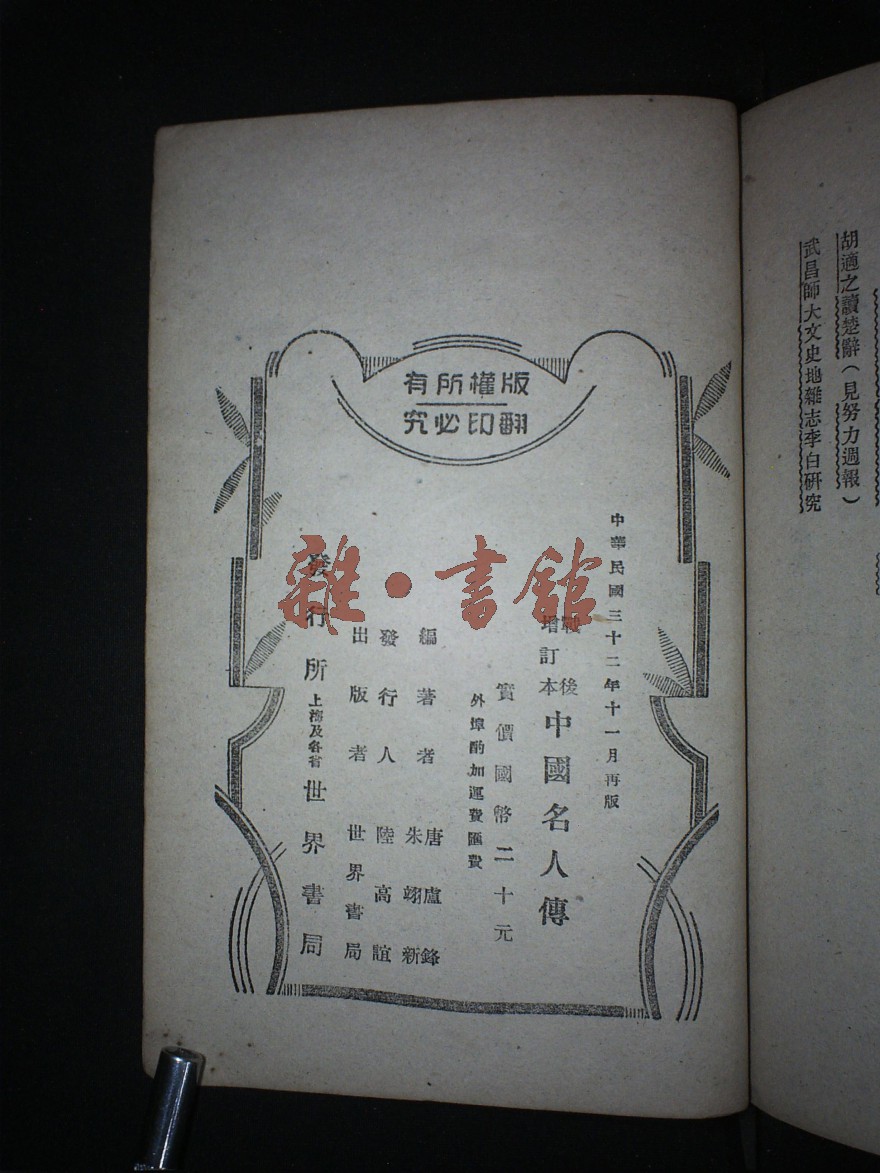 胡適之讀楚辭(見努力週報)
武昌師大文史地雜志李白研究
版權所有
翻印必究
中華民國三十二年十一月再版
戰後
增訂本
中國名人傳
實價國幣二十元
外埠酌加運費匯費
編著者
唐盧鋒
朱翊新
發行人 陸高誼
出版者 世界書局
發行所 上海及各省 世界書局
雜·書館